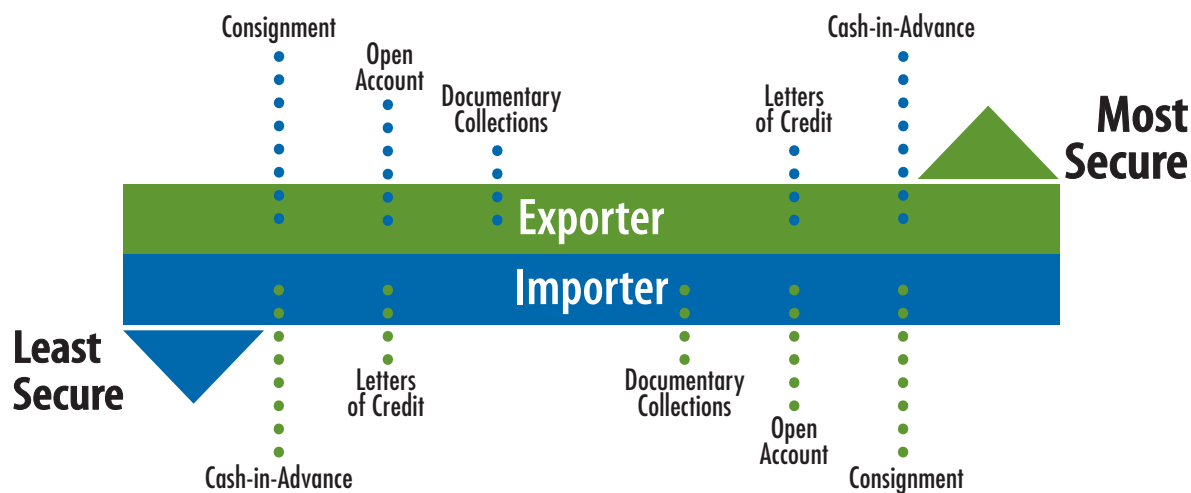 Consignment
Open
Account
Documentary
Collections
Letters
of Credit
Cash-in-Advance
Most
Secure
Exporter
Importer
Least
Secure
Cash-in-Advance
Letters
of Credit
Documentary
Collections
Open
Account
Consignment